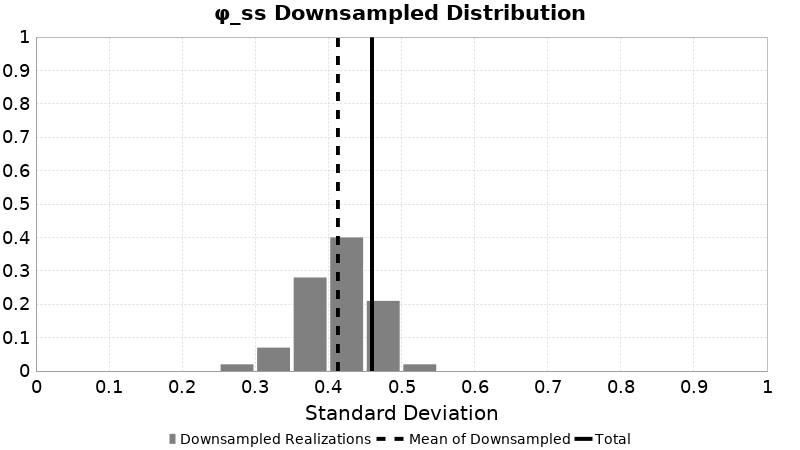 φ_ss Downsampled Distribution
1
0.9
0.8
0.7
0.6
0.5
0.4
0.3
0.2
0.1
0
0 0.1 0.2 0.3 0.4 0.5 0.6 0.7 0.8 0.9 1
Standard Deviation
Downsampled Realizations Mean of Downsampled Total